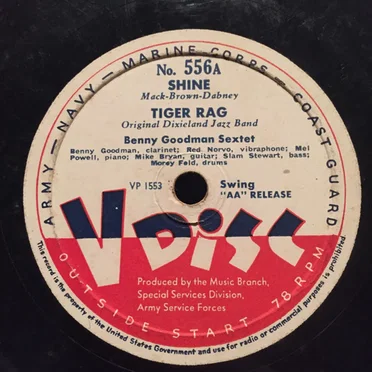 ARMY — NAVY — MARINE CORPS — COAST GUARD
No. 556A
SHINE
Mack-Brown-Dabney
TIGER RAG
Original Dixieland Jazz Band
Benny Goodman Sextet
Benny Goodman, clarinet; Red Norvo, vibraphone; Mel
Powell, piano; Mike Bryan, guitar; Slam Stewart, bass;
Morey Feld, drums
VP 1553
Swing
"AA" RELEASE
V DISC
Produced by the Music Branch,
Special Services Division,
Army Service Forces
OUTSIDE START 78 RPM
This record is the property of the United States Government and use for radio or commercial purposes is prohibited.